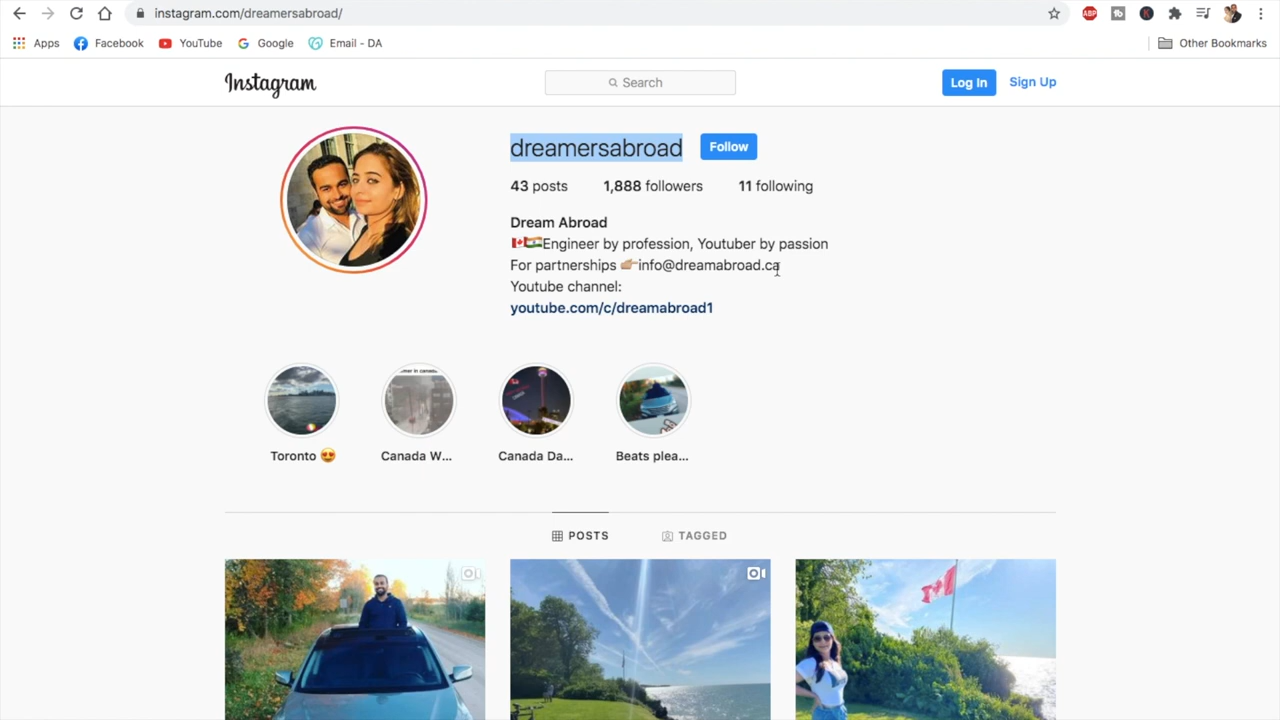 instagram.com/dreamersabroad/
ABP
Apps
Facebook
YouTube
Google
Email - DA
Other Bookmarks
Instagram
Search
Log In
Sign Up
dreamersabroad
Follow
43 posts 1,888 followers 11 following
Dream Abroad
🇨🇦🇮🇳Engineer by profession, Youtuber by passion
For partnerships 👉🏼info@dreamabroad.ca
Youtube channel:
youtube.com/c/dreamabroad1
Toronto 😍
Canada W...
Canada Da...
Beats plea...
POSTS
TAGGED